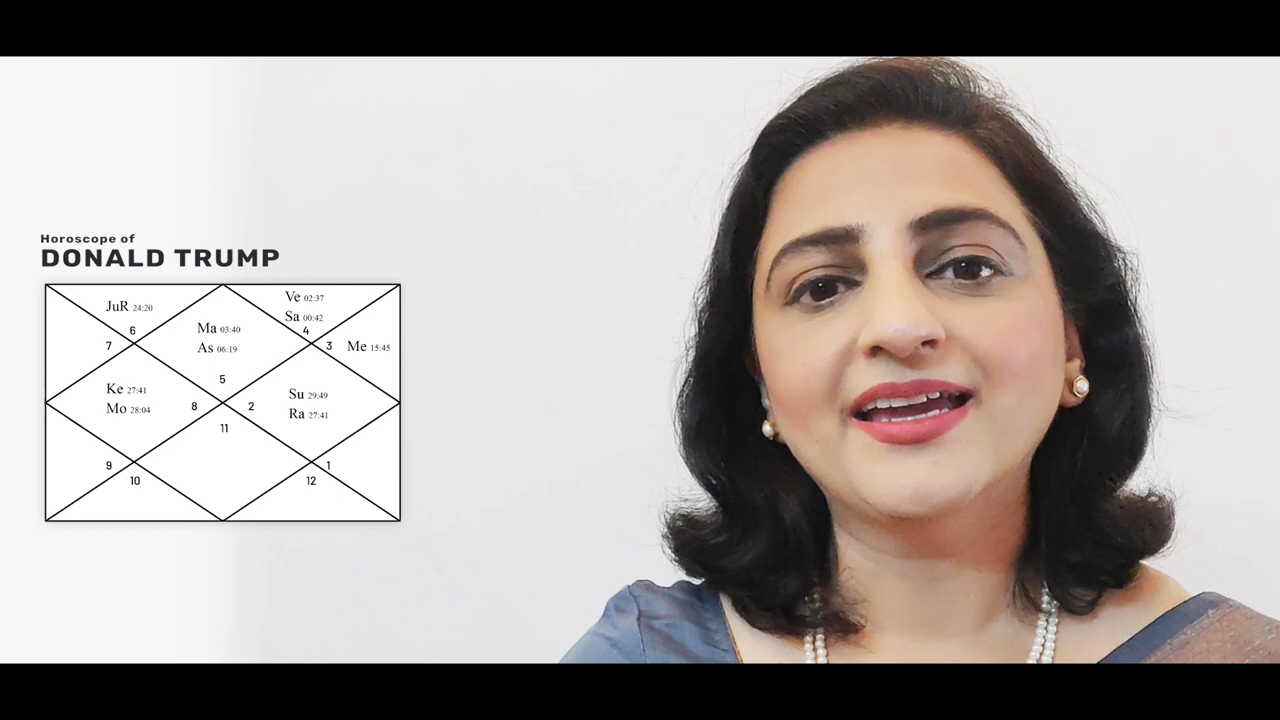 Horoscope of
DONALD TRUMP
JuR 24:20
6
7
Ma 03:40
As 06:19
5
Ve 02:37
Sa 00:42
4
3
Me 15:45
Ke 27:41
Mo 28:04
8
2
Su 29:49
Ra 27:41
11
9
10
1
12